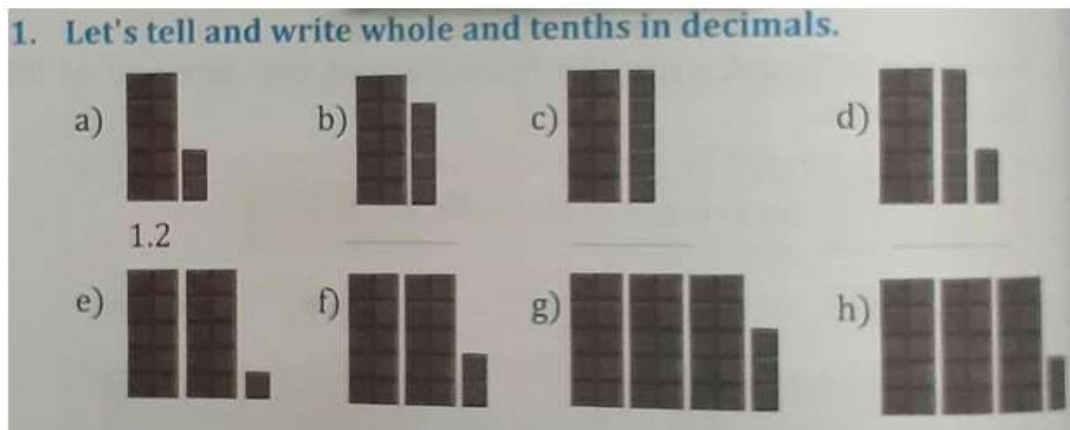 1. Let's tell and write whole and tenths in decimals.
a) b) c) d)
1.2
e) f) g) h)